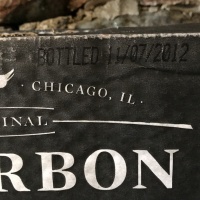 BOTTLED 11/07/2012
· CHICAGO, IL ·
INAL
RBON